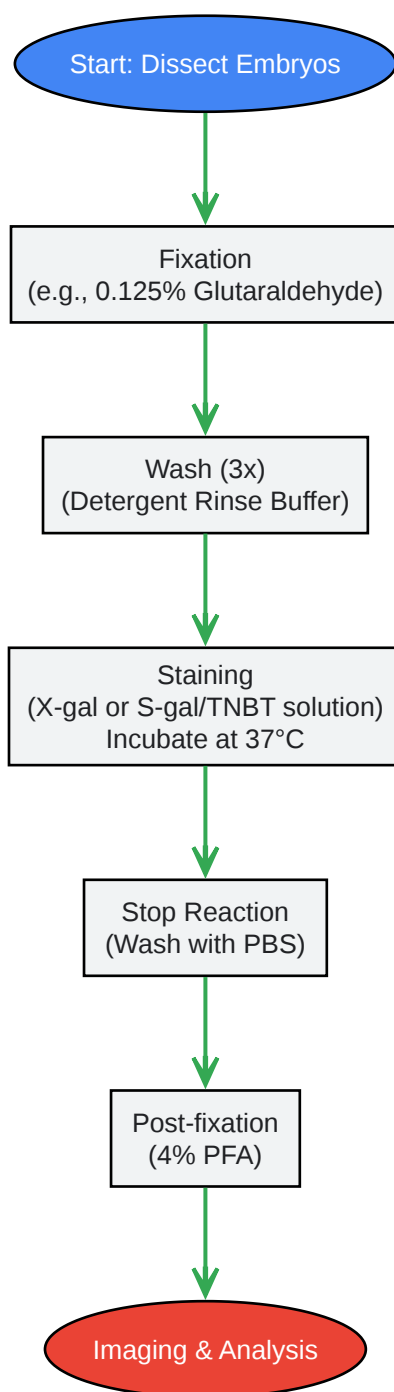 Start: Dissect Embryos
Fixation
(e.g., 0.125% Glutaraldehyde)
Wash (3x)
(Detergent Rinse Buffer)
Staining
(X-gal or S-gal/TNBT solution)
Incubate at 37°C
Stop Reaction
(Wash with PBS)
Post-fixation
(4% PFA)
Imaging & Analysis